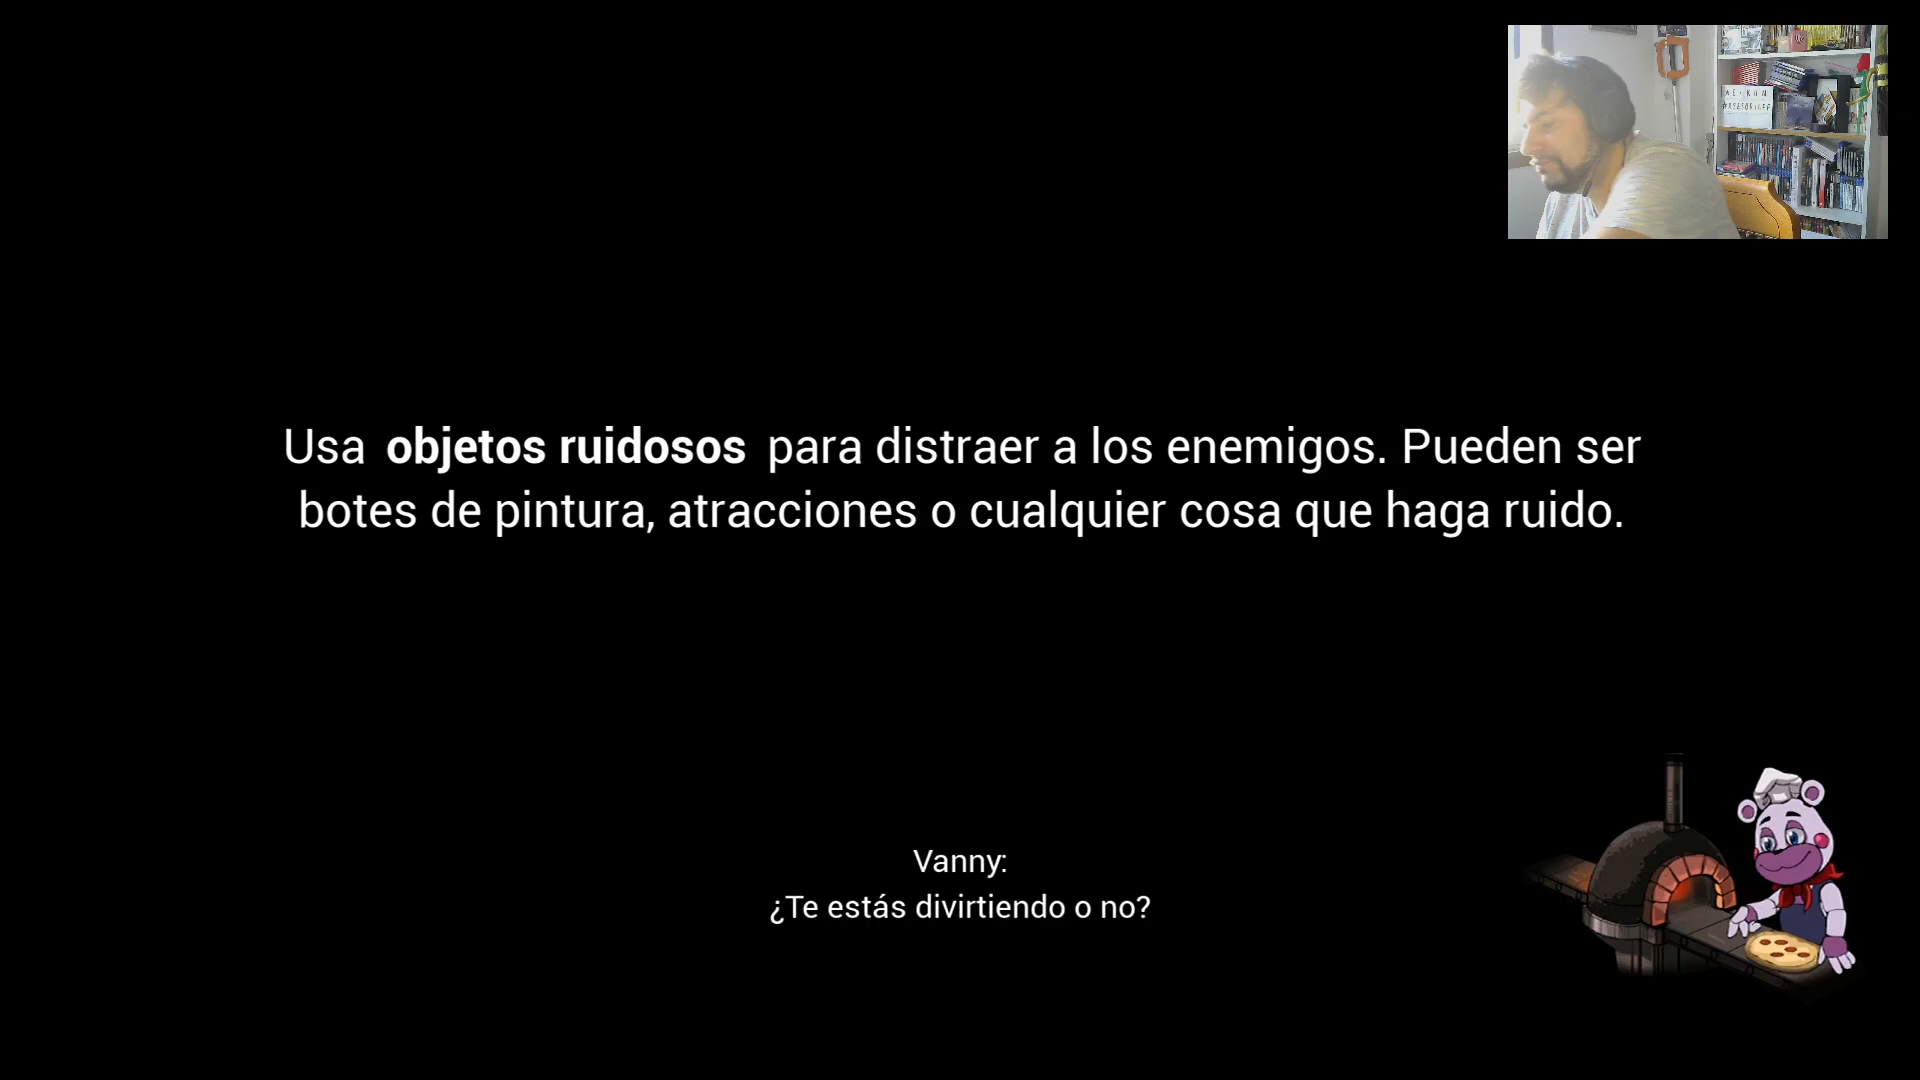 Usa objetos ruidosos para distraer a los enemigos. Pueden ser
botes de pintura, atracciones o cualquier cosa que haga ruido.
Vanny:
¿Te estás divirtiendo o no?